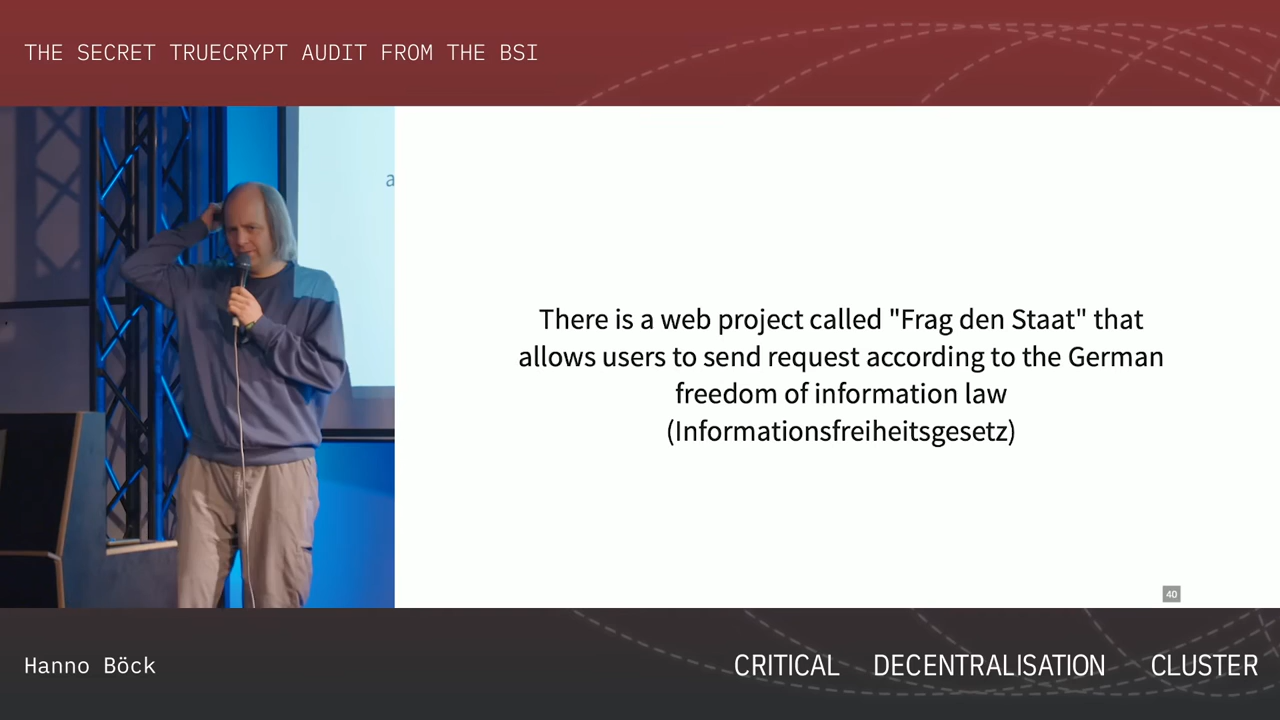 THE SECRET TRUECRYPT AUDIT FROM THE BSI
a
There is a web project called "Frag den Staat" that
allows users to send request according to the German
freedom of information law
(Informationsfreiheitsgesetz)
40
Hanno Böck
CRITICAL DECENTRALISATION CLUSTER